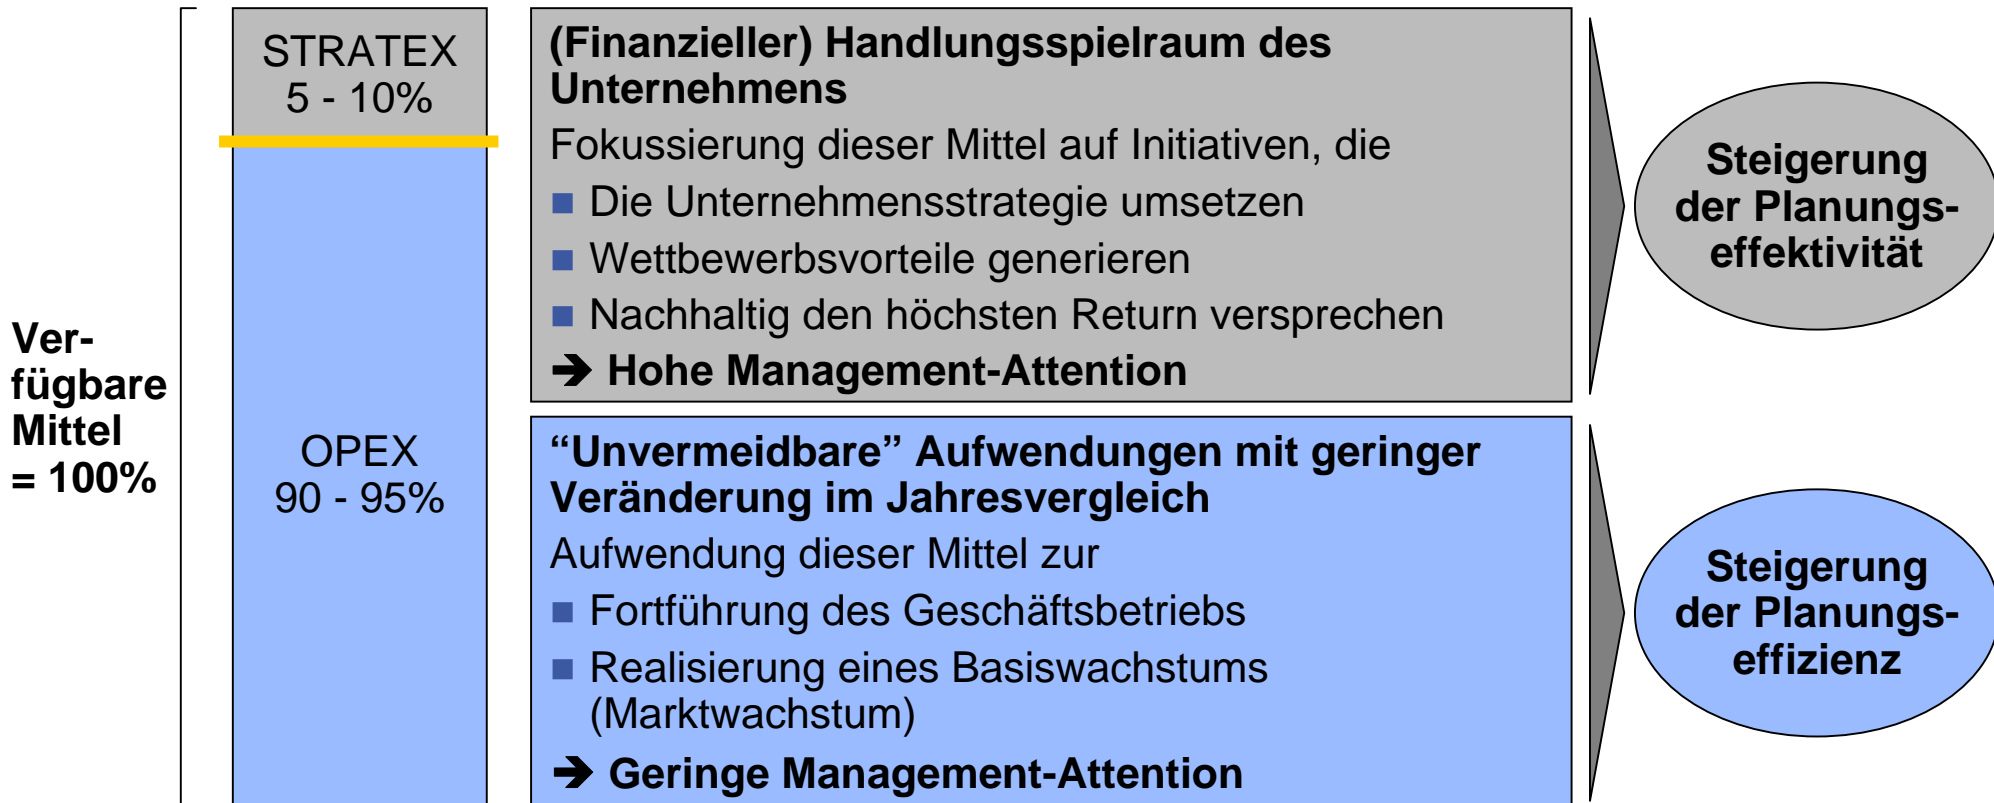 Ver-
fügbare
Mittel
= 100%
STRATEX
5 - 10%
OPEX
90 - 95%
(Finanzieller) Handlungsspielraum des
Unternehmens
Fokussierung dieser Mittel auf Initiativen, die
■ Die Unternehmensstrategie umsetzen
■ Wettbewerbsvorteile generieren
■ Nachhaltig den höchsten Return versprechen
➔ Hohe Management-Attention
Steigerung
der Planungs-
effektivität
“Unvermeidbare” Aufwendungen mit geringer
Veränderung im Jahresvergleich
Aufwendung dieser Mittel zur
■ Fortführung des Geschäftsbetriebs
■ Realisierung eines Basiswachstums
(Marktwachstum)
➔ Geringe Management-Attention
Steigerung
der Planungs-
effizienz